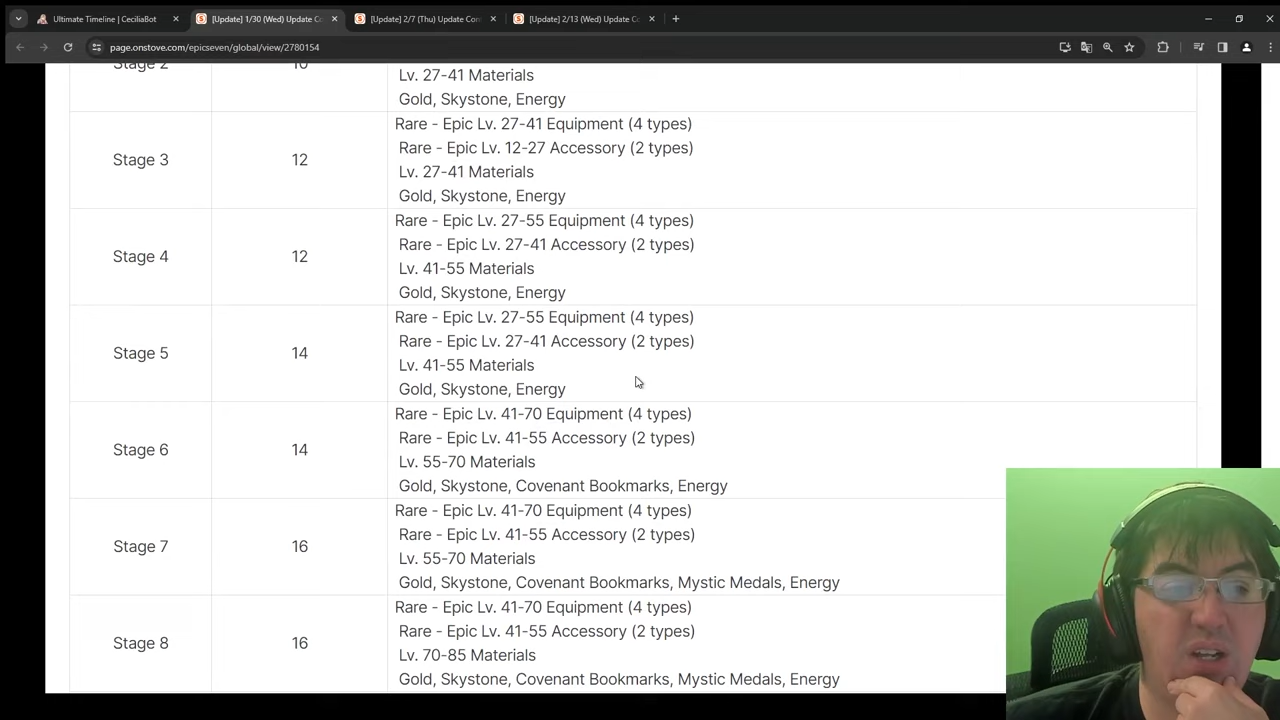 Ultimate Timeline | CeciliaBot
[Update] 1/30 (Wed) Update Co
[Update] 2/7 (Thu) Update Con
[Update] 2/13 (Wed) Update Co
page.onstove.com/epicseven/global/view/2780154
Stage 2
10
Lv. 27-41 Materials
Gold, Skystone, Energy
Stage 3
12
Rare - Epic Lv. 27-41 Equipment (4 types)
Rare - Epic Lv. 12-27 Accessory (2 types)
Lv. 27-41 Materials
Gold, Skystone, Energy
Stage 4
12
Rare - Epic Lv. 27-55 Equipment (4 types)
Rare - Epic Lv. 27-41 Accessory (2 types)
Lv. 41-55 Materials
Gold, Skystone, Energy
Stage 5
14
Rare - Epic Lv. 27-55 Equipment (4 types)
Rare - Epic Lv. 27-41 Accessory (2 types)
Lv. 41-55 Materials
Gold, Skystone, Energy
Stage 6
14
Rare - Epic Lv. 41-70 Equipment (4 types)
Rare - Epic Lv. 41-55 Accessory (2 types)
Lv. 55-70 Materials
Gold, Skystone, Covenant Bookmarks, Energy
Stage 7
16
Rare - Epic Lv. 41-70 Equipment (4 types)
Rare - Epic Lv. 41-55 Accessory (2 types)
Lv. 55-70 Materials
Gold, Skystone, Covenant Bookmarks, Mystic Medals, Energy
Stage 8
16
Rare - Epic Lv. 41-70 Equipment (4 types)
Rare - Epic Lv. 41-55 Accessory (2 types)
Lv. 70-85 Materials
Gold, Skystone, Covenant Bookmarks, Mystic Medals, Energy